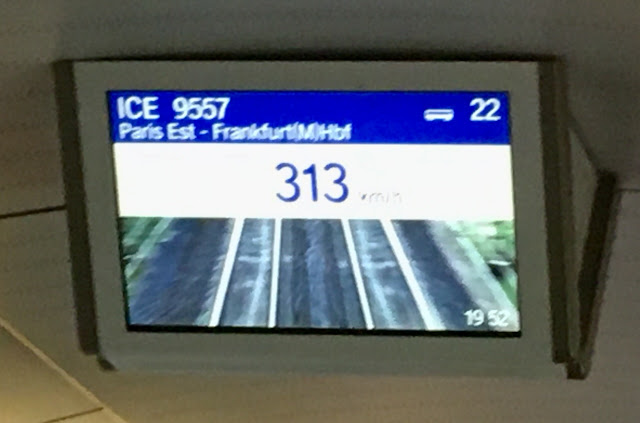 ICE 9557 22
Paris Est - Frankfurt(M)Hbf
313 km/h
19 52